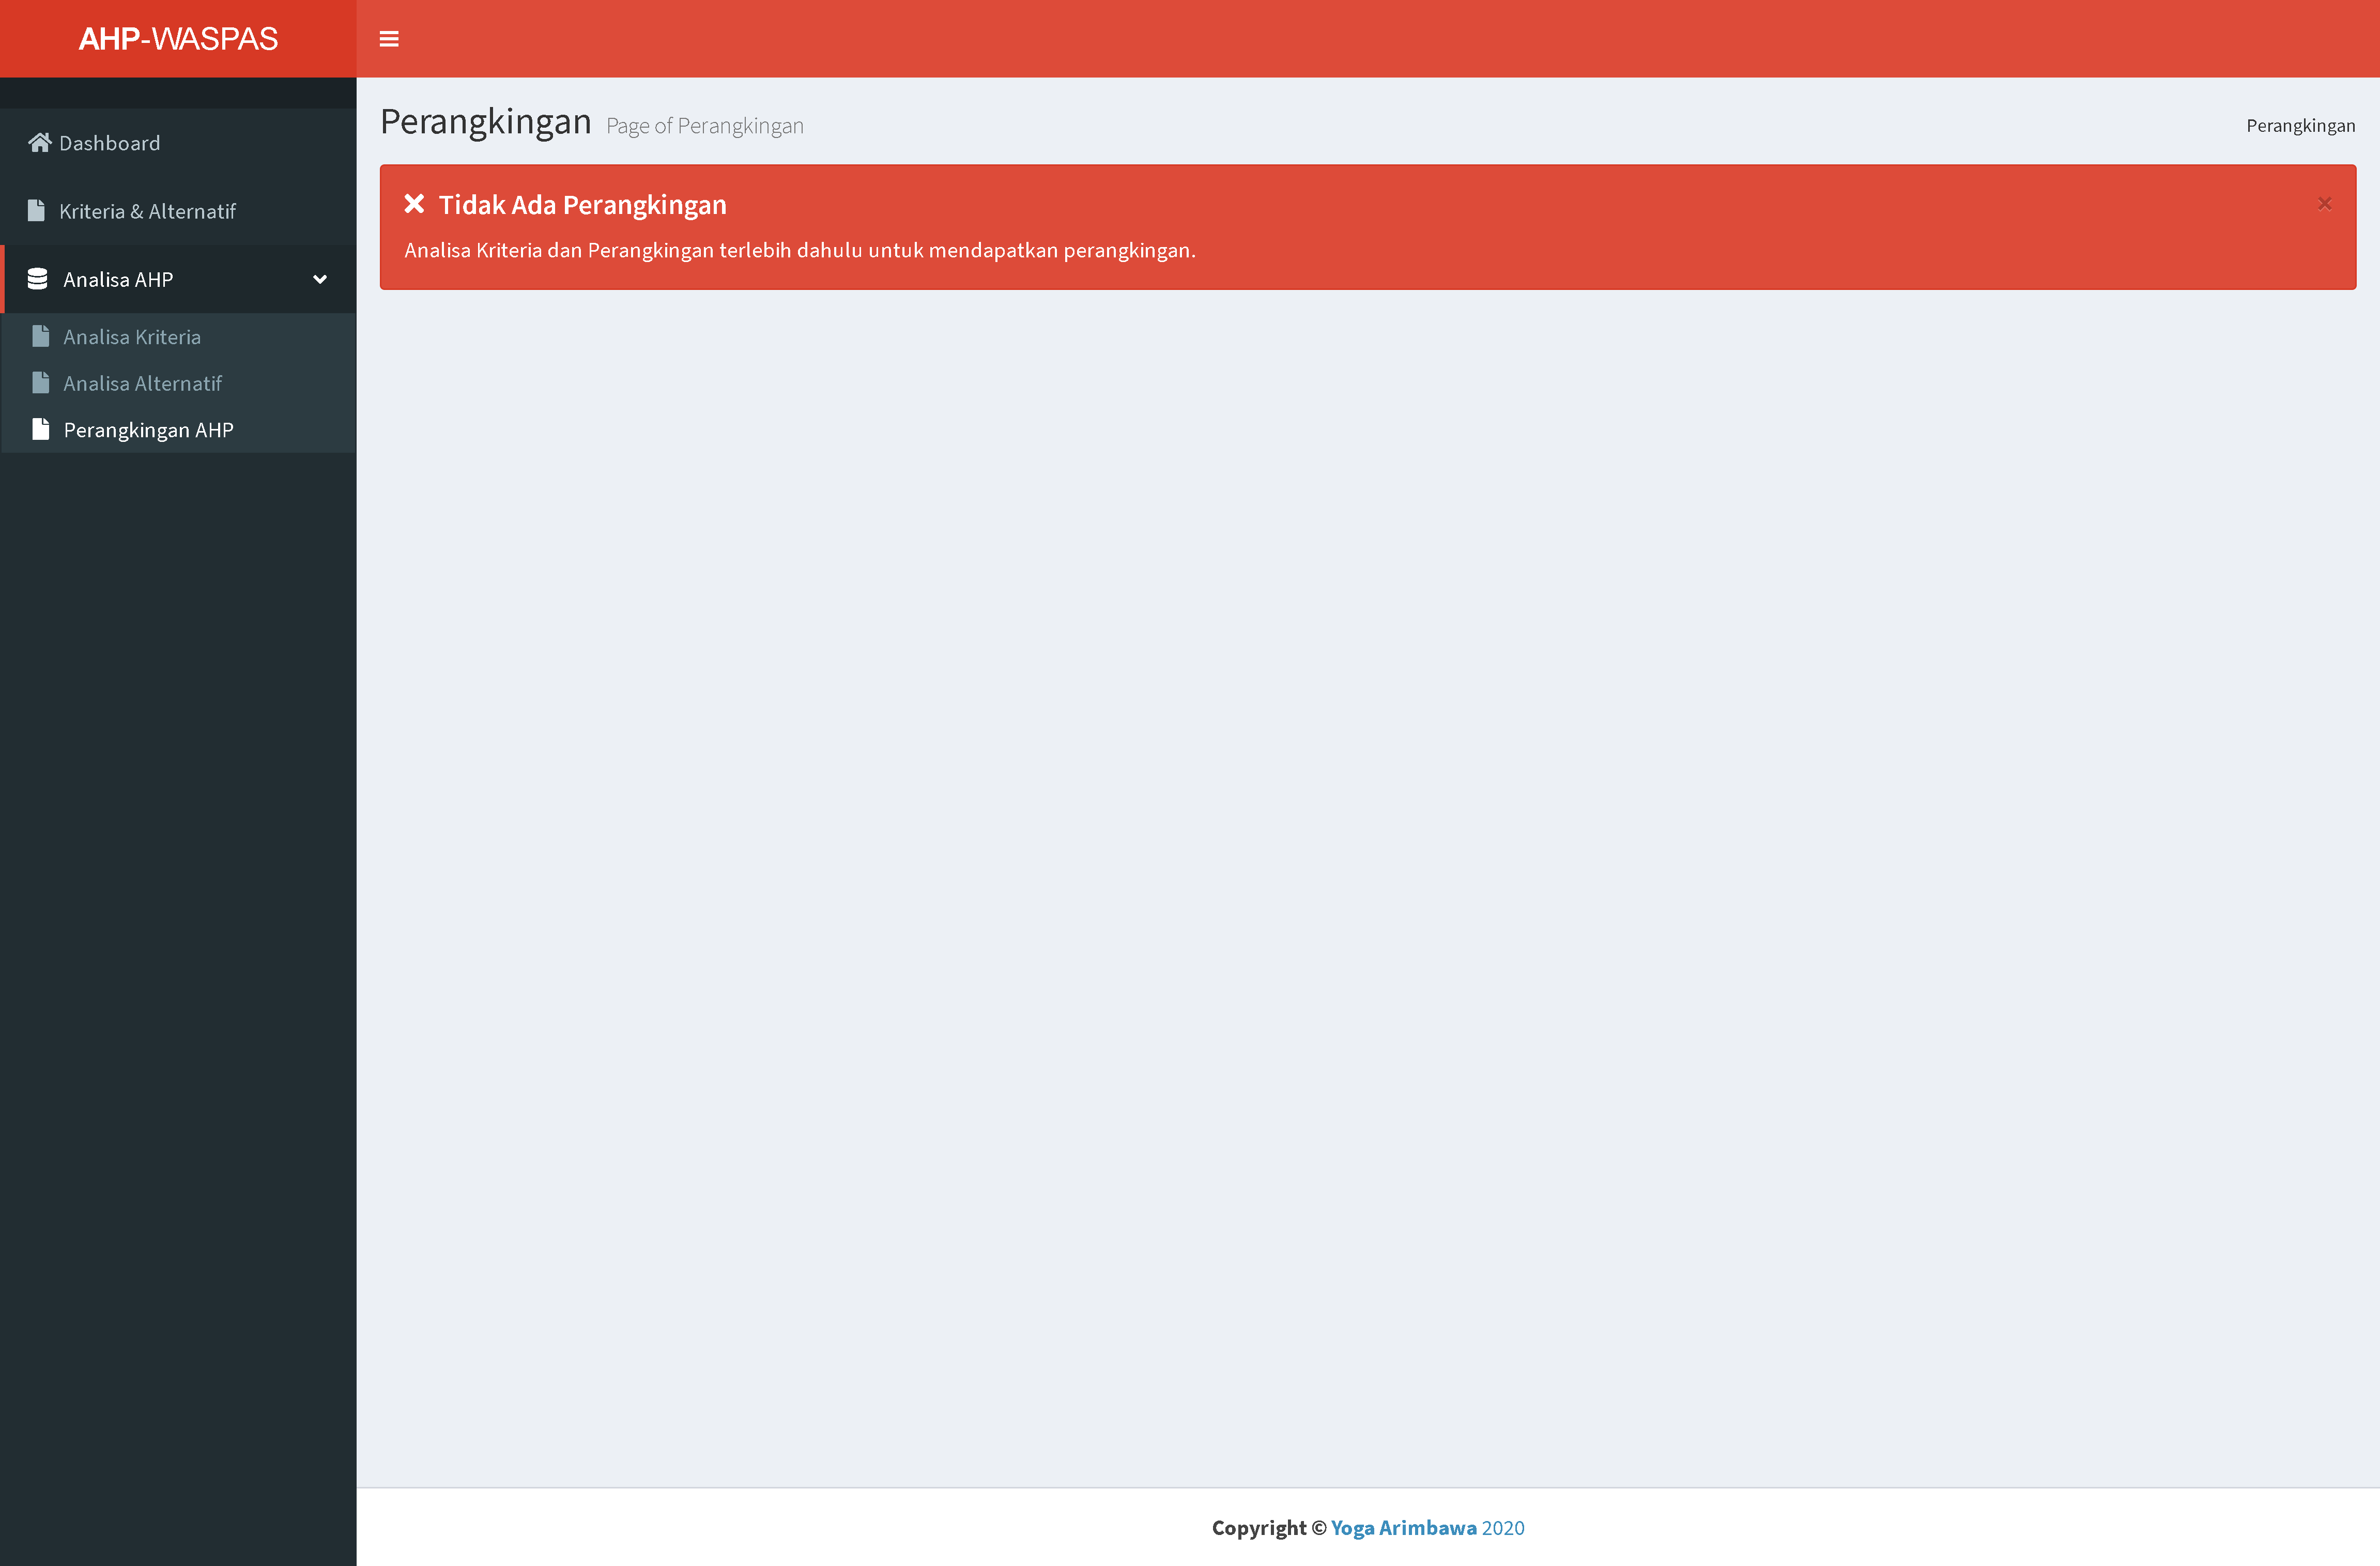 AHP-WASPAS
Dashboard
Kriteria & Alternatif
Analisa AHP
Analisa Kriteria
Analisa Alternatif
Perangkingan AHP
Perangkingan Page of Perangkingan
Perangkingan
Tidak Ada Perangkingan
×
Analisa Kriteria dan Perangkingan terlebih dahulu untuk mendapatkan perangkingan.
Copyright © Yoga Arimbawa 2020